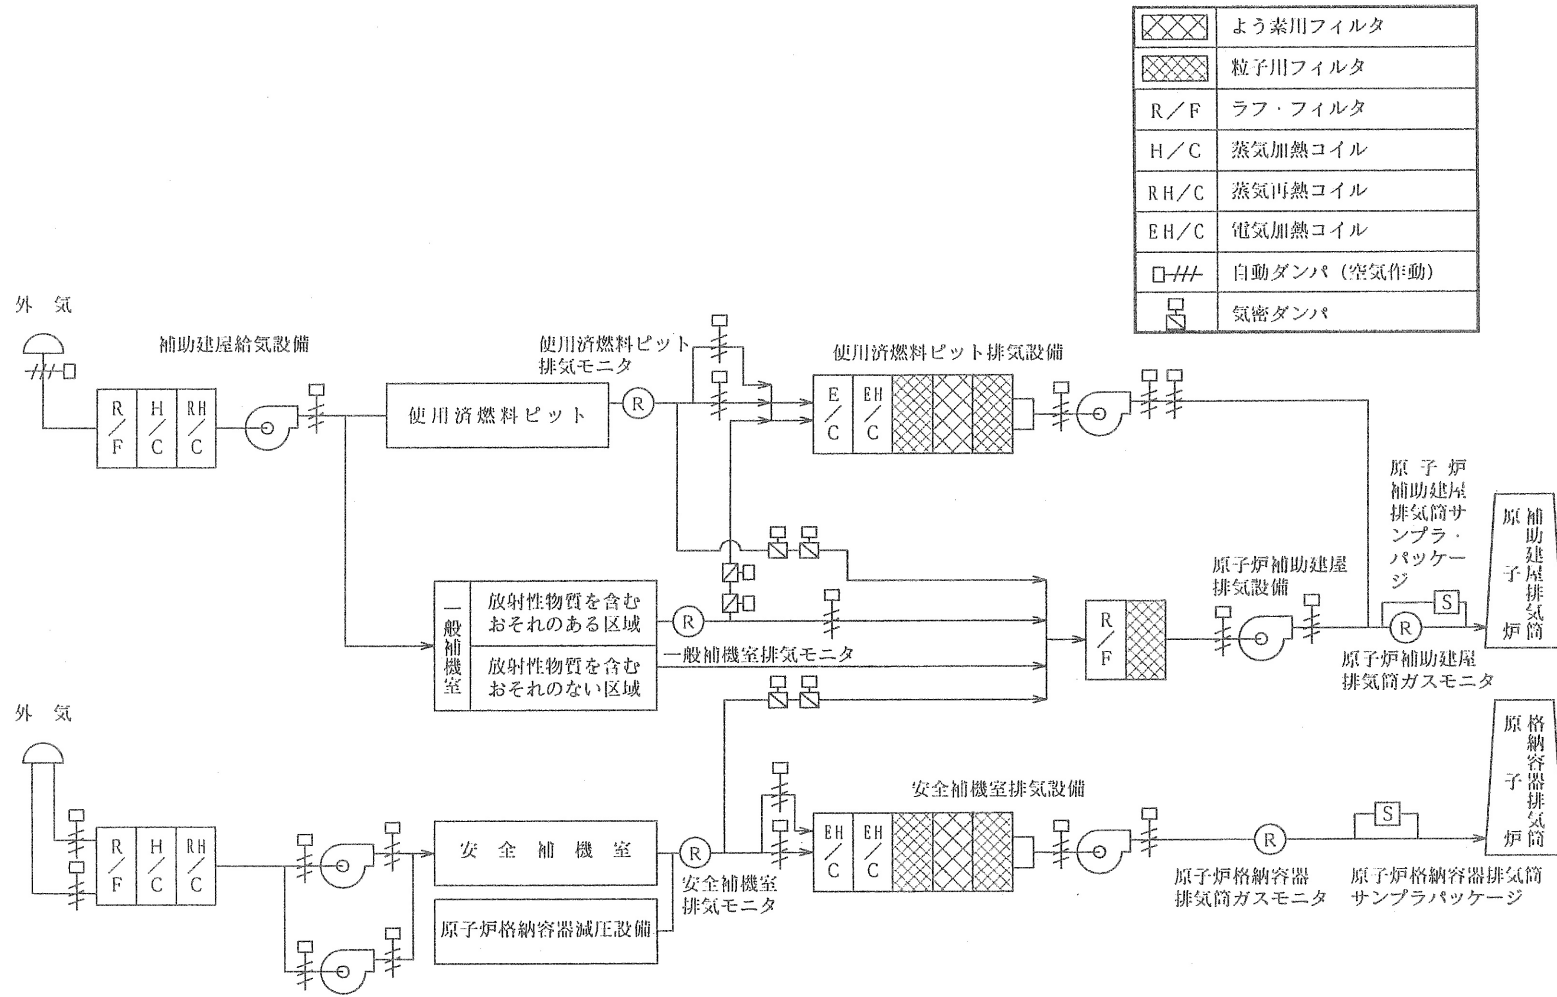 よう素用フィルタ
粒子用フィルタ
R/F ラフ・フィルタ
H/C 蒸気加熱コイル
RH/C 蒸気再熱コイル
EH/C 電気加熱コイル
自動ダンパ(空気作動)
気密ダンパ
外 気
補助建屋給気設備
R/F
H/C
RH/C
使用済燃料ピット
使用済燃料ピット
排気モニタ
R
使用済燃料ピット排気設備
E/C
EH/C
一般補機室
放射性物質を含む
おそれのある区域
放射性物質を含む
おそれのない区域
R
一般補機室排気モニタ
R/F
原子炉補助建屋
排気設備
原子炉
補助建屋
排気筒サ
ンプラ・
パッケー
ジ
S
R
原子炉補助建屋
排気筒ガスモニタ
原子炉
補助建屋排気筒
外 気
R/F
H/C
RH/C
安全補機室
原子炉格納容器減圧設備
R
安全補機室
排気モニタ
安全補機室排気設備
EH/C
EH/C
R
原子炉格納容器
排気筒ガスモニタ
S
原子炉格納容器排気筒
サンプラパッケージ
原子炉
格納容器排気筒